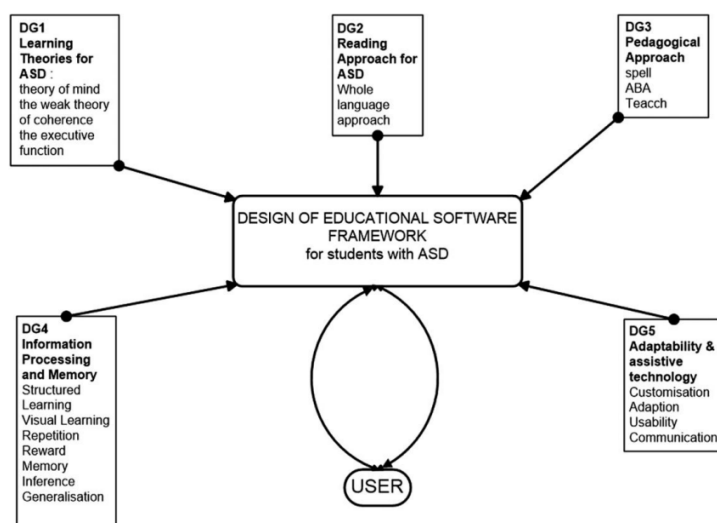 DG1
Learning
Theories for
ASD :
theory of mind
the weak theory
of coherence
the executive
function
DG2
Reading
Approach for
ASD
Whole
language
approach
DG3
Pedagogical
Approach
spell
ABA
Teacch
DESIGN OF EDUCATIONAL SOFTWARE
FRAMEWORK
for students with ASD
DG4
Information
Processing
and Memory
Structured
Learning
Visual Learning
Repetition
Reward
Memory
Inference
Generalisation
DG5
Adaptability &
assistive
technology
Customisation
Adaption
Usability
Communication
USER